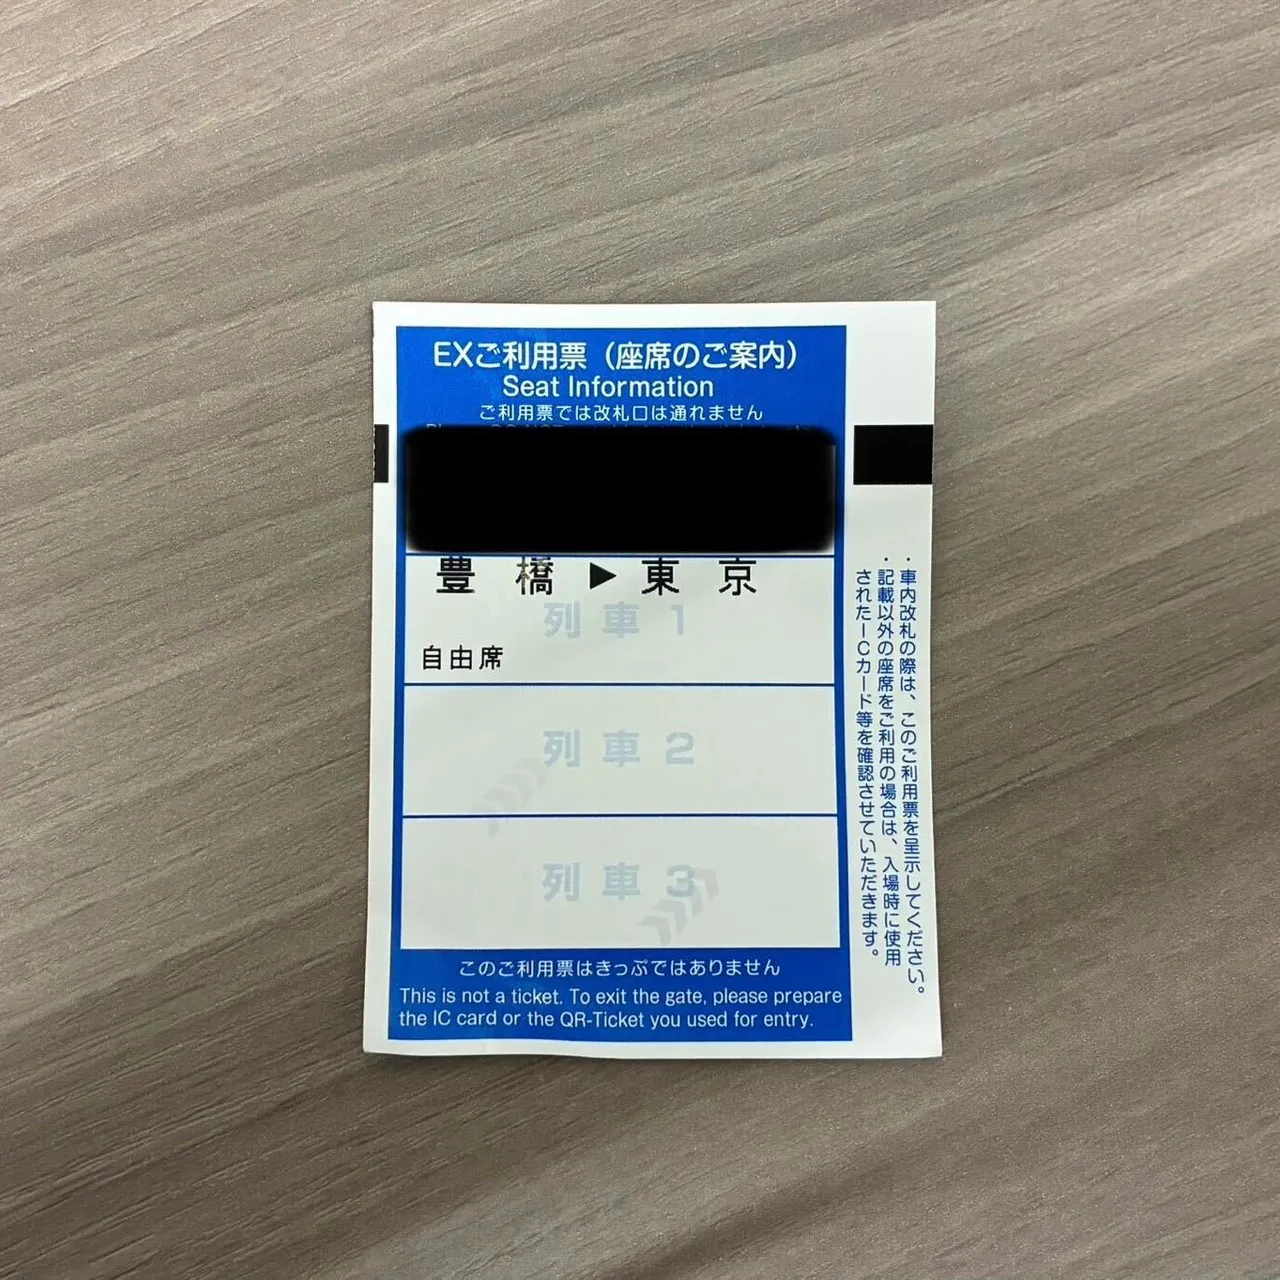 EXご利用票（座席のご案内）
Seat Information
ご利用票では改札口は通れません
豊橋▶東京
列車1
自由席
列車2
列車3
このご利用票はきっぷではありません
This is not a ticket. To exit the gate, please prepare
the IC card or the QR-Ticket you used for entry.
・車内改札の際は、このご利用票を呈示してください。
・記載以外の座席をご利用の場合は、入場時に使用
されたICカード等を確認させていただきます。